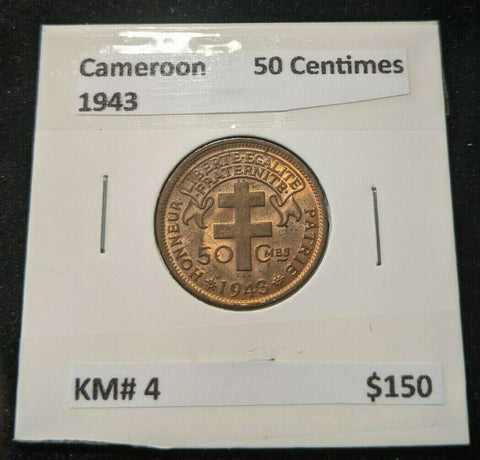 Cameroon 50 Centimes
1943
LIBERTE·EGALITE
FRATERNITE
HONNEUR PATRIE
50 CMES
1943
KM# 4 $150